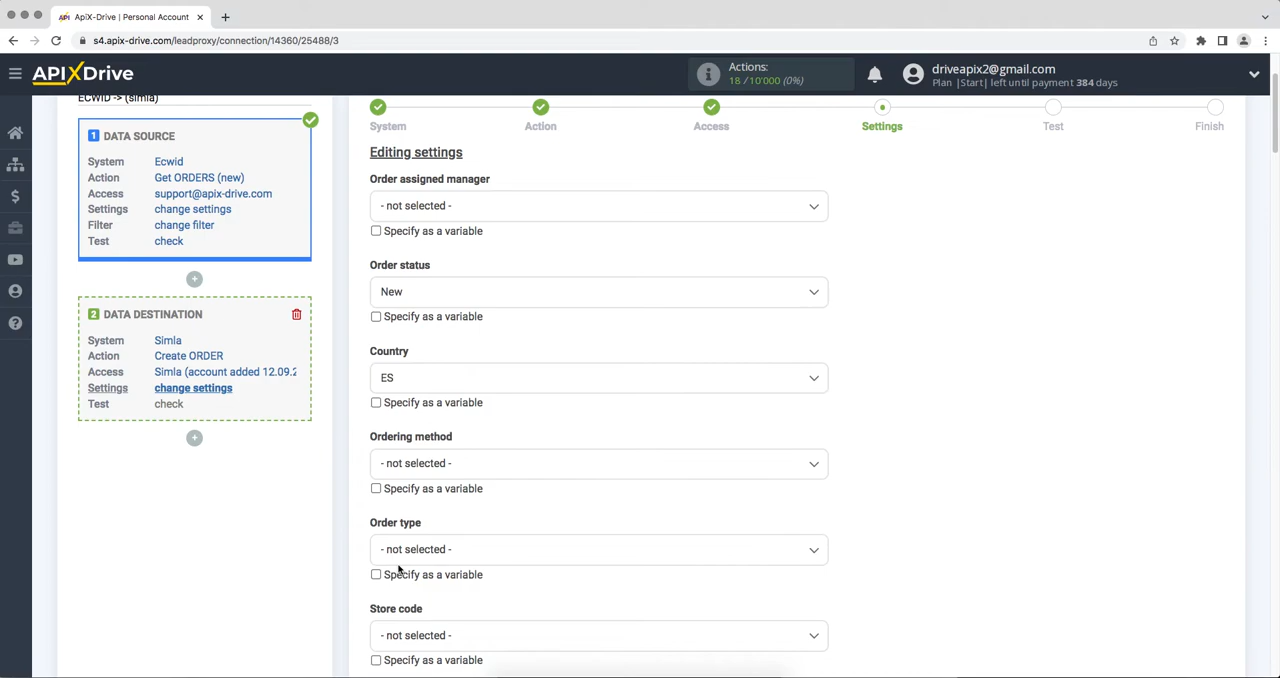 ApiX-Drive | Personal Account
s4.apix-drive.com/leadproxy/connection/14360/25488/3
APIXDrive
Actions:
18 / 10'000 (0%)
driveapix2@gmail.com
Plan |Start| left until payment 384 days
ECWID -> (simla)
1 DATA SOURCE
System Ecwid
Action Get ORDERS (new)
Access support@apix-drive.com
Settings change settings
Filter change filter
Test check
2 DATA DESTINATION
System Simla
Action Create ORDER
Access Simla (account added 12.09.2
Settings change settings
Test check
System Action Access Settings Test Finish
Editing settings
Order assigned manager
- not selected -
Specify as a variable
Order status
New
Specify as a variable
Country
ES
Specify as a variable
Ordering method
- not selected -
Specify as a variable
Order type
- not selected -
Specify as a variable
Store code
- not selected -
Specify as a variable